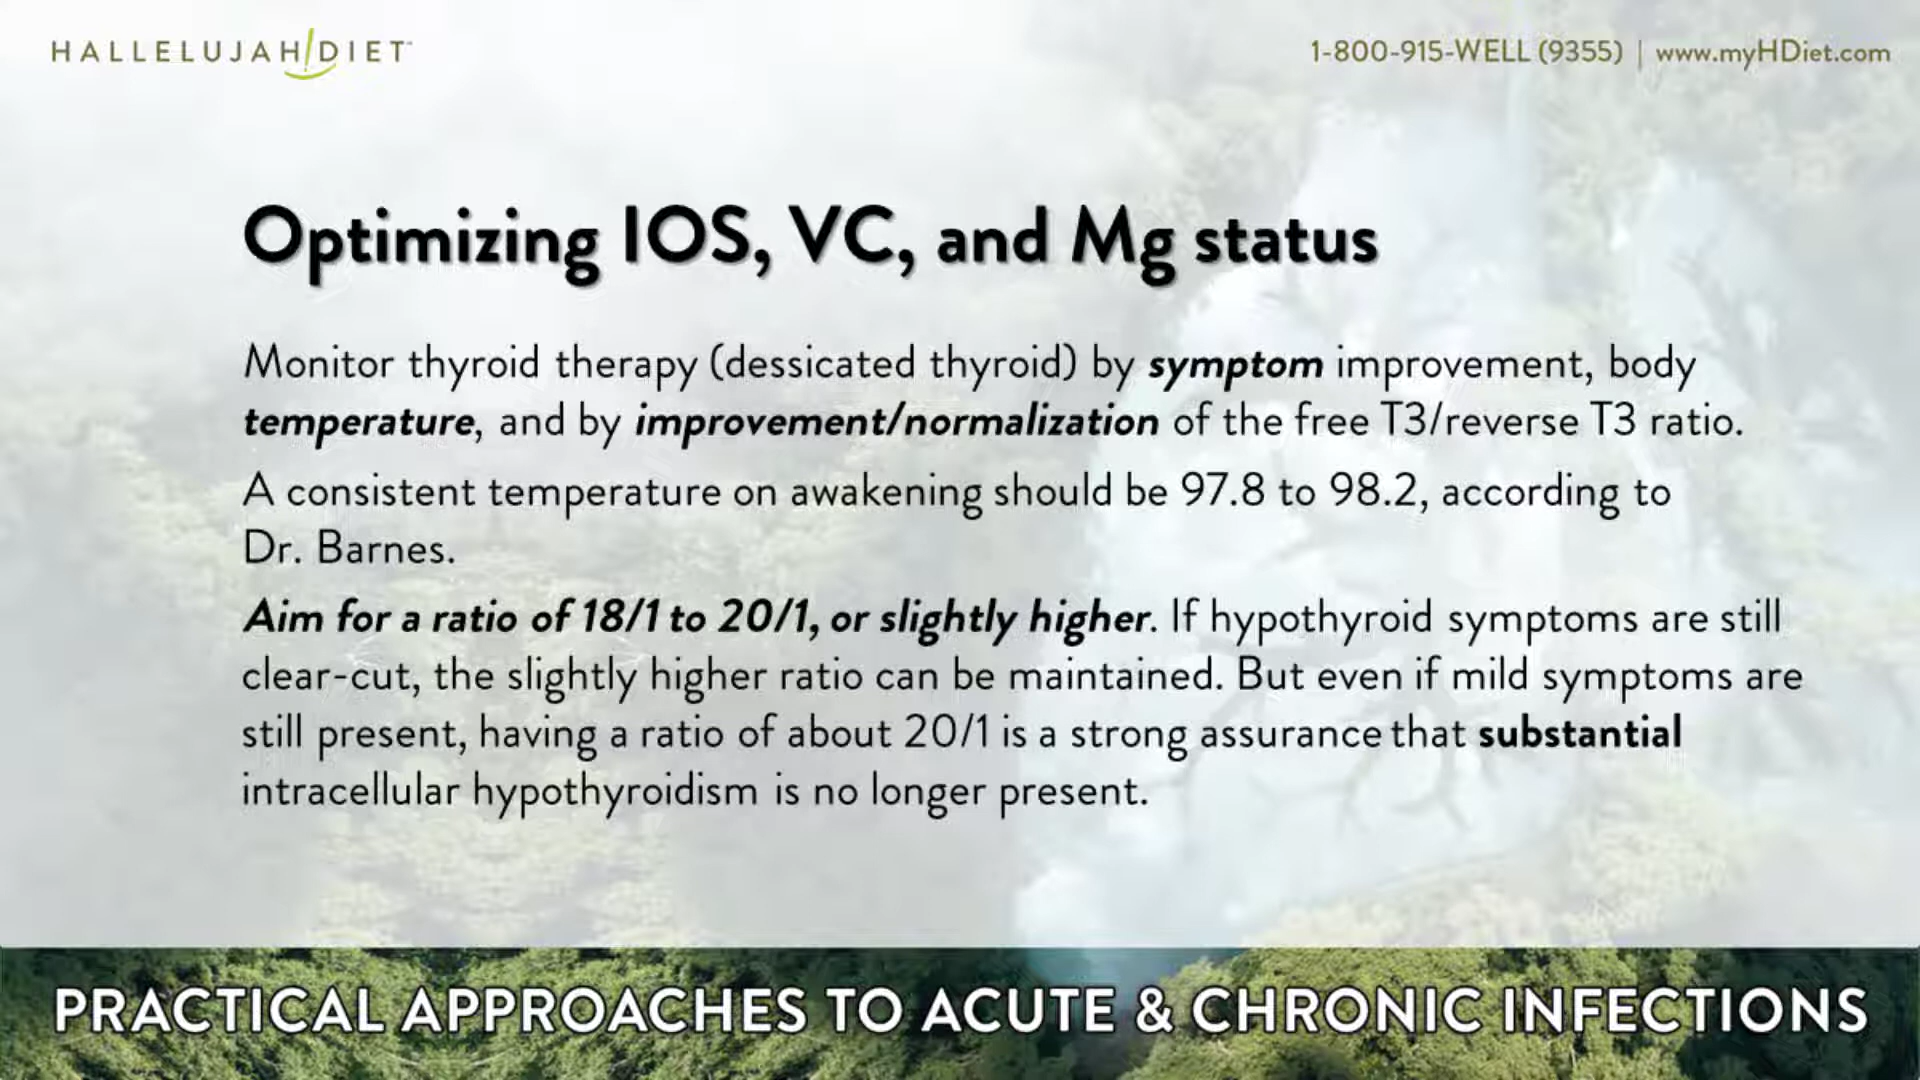 HALLELUJAH DIET
1-800-915-WELL (9355) | www.myHDiet.com
Optimizing IOS, VC, and Mg status
Monitor thyroid therapy (dessicated thyroid) by symptom improvement, body
temperature, and by improvement/normalization of the free T3/reverse T3 ratio.
A consistent temperature on awakening should be 97.8 to 98.2, according to
Dr. Barnes.
Aim for a ratio of 18/1 to 20/1, or slightly higher. If hypothyroid symptoms are still
clear-cut, the slightly higher ratio can be maintained. But even if mild symptoms are
still present, having a ratio of about 20/1 is a strong assurance that substantial
intracellular hypothyroidism is no longer present.
PRACTICAL APPROACHES TO ACUTE & CHRONIC INFECTIONS